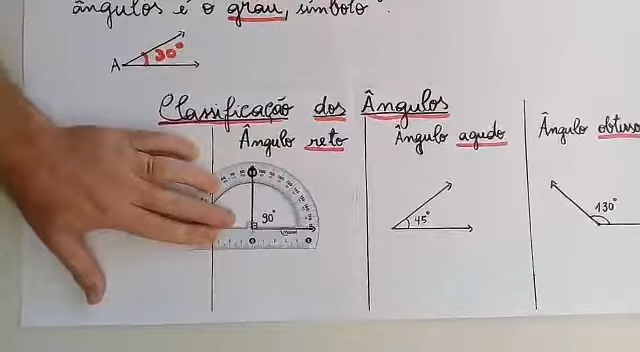 ângulos é o grau, símbolo °.
A 30°
Classificação dos Ângulos
Ângulo reto
90°
Ângulo agudo
45°
Ângulo obtuso
130°